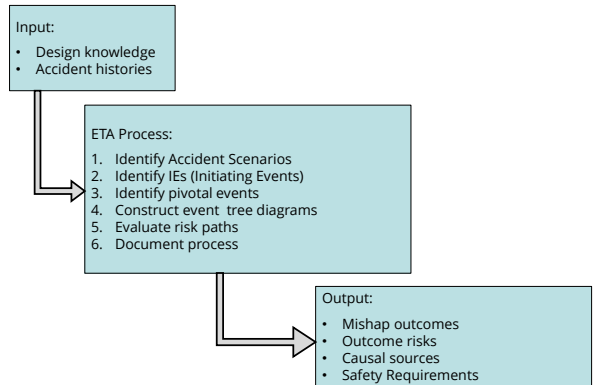 Input:
• Design knowledge
• Accident histories
ETA Process:
1. Identify Accident Scenarios
2. Identify IEs (Initiating Events)
3. Identify pivotal events
4. Construct event tree diagrams
5. Evaluate risk paths
6. Document process
Output:
• Mishap outcomes
• Outcome risks
• Causal sources
• Safety Requirements